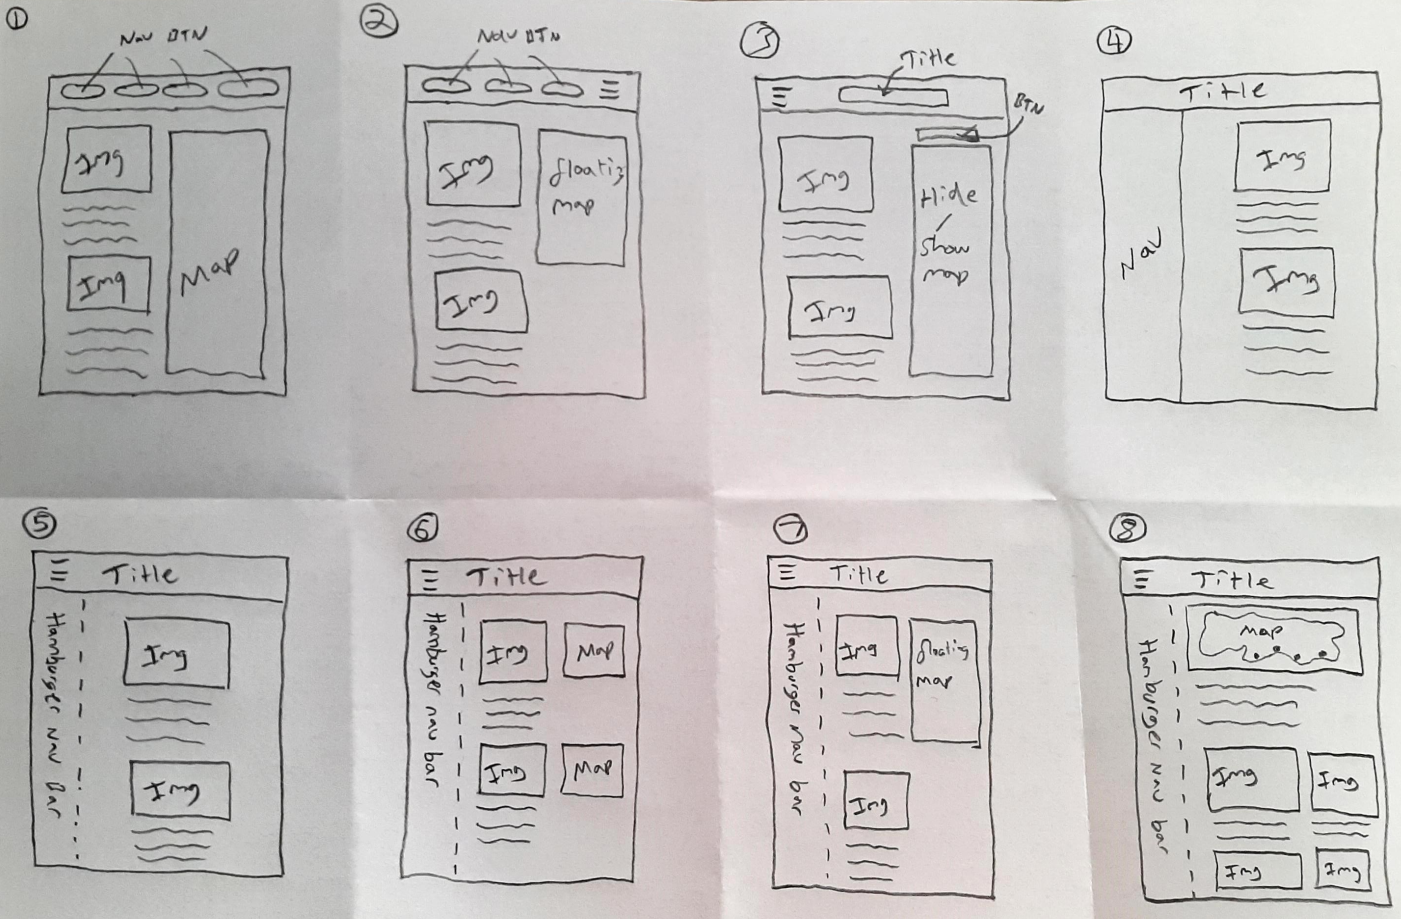 1
Nav BTN
Img
Img
Map
2
Nav BTN
Img
floating
map
Img
3
Title
BTN
Img
Hide
/
show
map
Img
4
Title
Nav
Img
Img
5
Title
Hamburger Nav Bar
Img
Img
6
Title
Hamburger nav bar
Img
Map
Img
Map
7
Title
Hamburger nav bar
Img
floating
map
Img
8
Title
Hamburger nav bar
Map
Img
Img
Img
Img